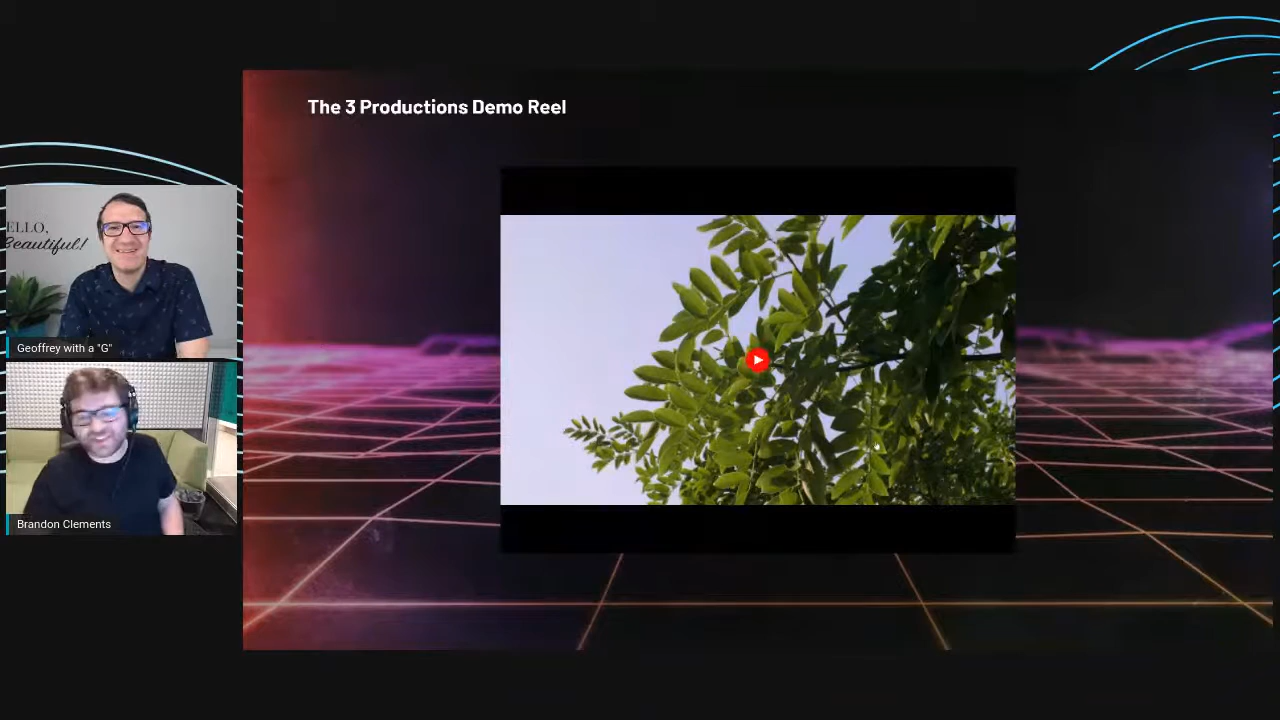 The 3 Productions Demo Reel
ELLO,
Beautiful!
Geoffrey with a "G"
Brandon Clements